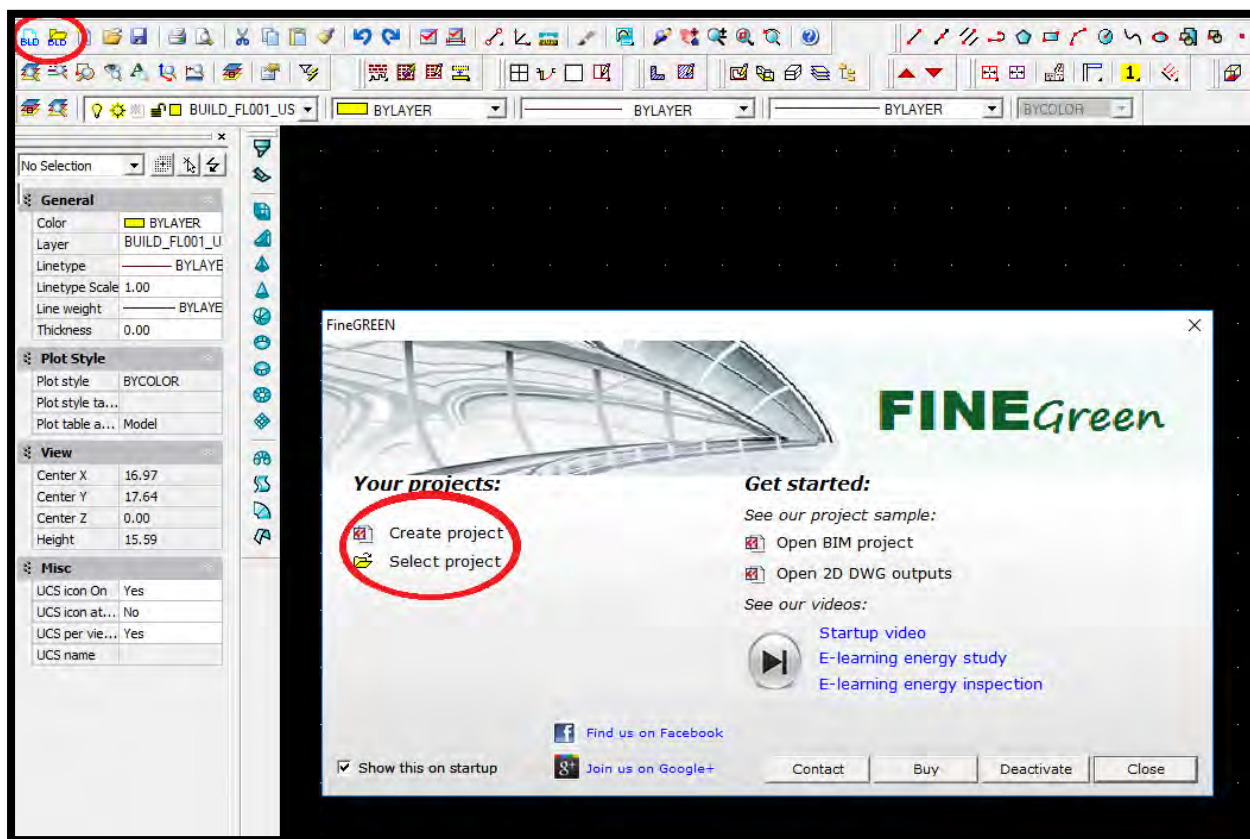 BLD BLD
1
BUILD_FL001_US BYLAYER BYLAYER BYLAYER BYCOLOR
No Selection
General
Color BYLAYER
Layer BUILD_FL001_U
Linetype BYLAYE
Linetype Scale 1.00
Line weight BYLAYE
Thickness 0.00
Plot Style
Plot style BYCOLOR
Plot style ta...
Plot table a... Model
View
Center X 16.97
Center Y 17.64
Center Z 0.00
Height 15.59
Misc
UCS icon On Yes
UCS icon at... No
UCS per vie... Yes
UCS name
FineGREEN
FINEGreen
Your projects:
Create project
Select project
Get started:
See our project sample:
Open BIM project
Open 2D DWG outputs
See our videos:
Startup video
E-learning energy study
E-learning energy inspection
Find us on Facebook
Join us on Google+
Show this on startup
Contact Buy Deactivate Close